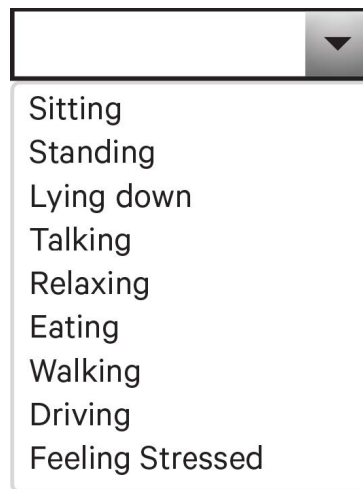 Sitting
Standing
Lying down
Talking
Relaxing
Eating
Walking
Driving
Feeling Stressed